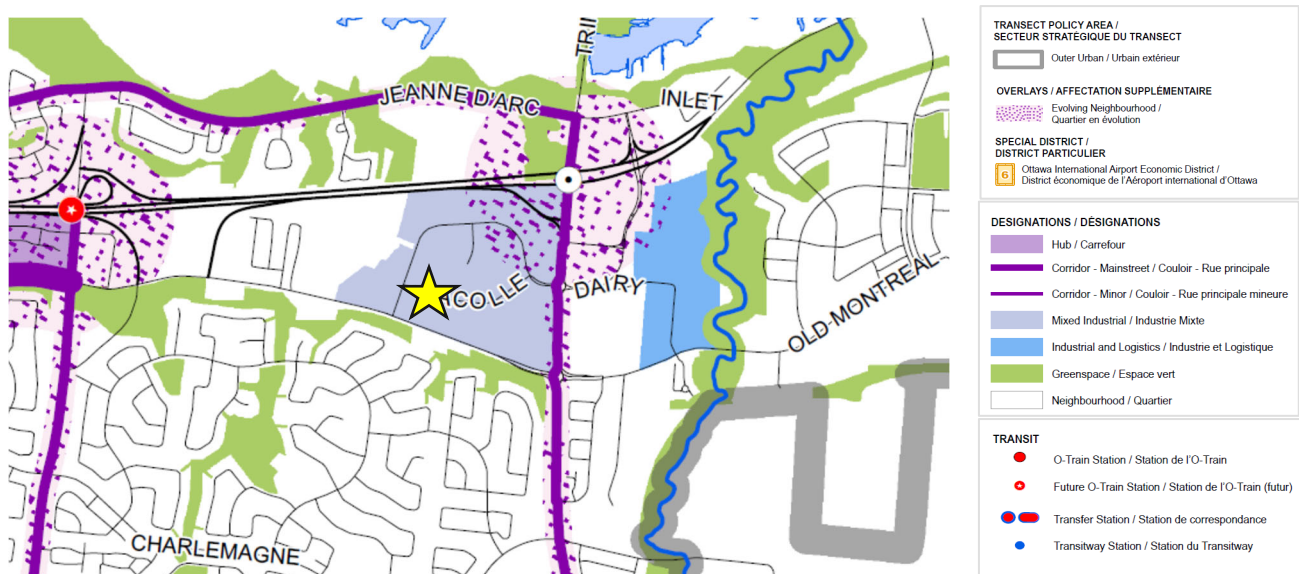 TRI
JEANNE D'ARC
INLET
ACOLLE
DAIRY
OLD MONTREAL
CHARLEMAGNE
TRANSECT POLICY AREA /
SECTEUR STRATÉGIQUE DU TRANSECT
Outer Urban / Urbain extérieur
OVERLAYS / AFFECTATION SUPPLÉMENTAIRE
Evolving Neighbourhood /
Quartier en évolution
SPECIAL DISTRICT /
DISTRICT PARTICULIER
6
Ottawa International Airport Economic District /
District économique de l'Aéroport international d'Ottawa
DESIGNATIONS / DÉSIGNATIONS
Hub / Carrefour
Corridor - Mainstreet / Couloir - Rue principale
Corridor - Minor / Couloir - Rue principale mineure
Mixed Industrial / Industrie Mixte
Industrial and Logistics / Industrie et Logistique
Greenspace / Espace vert
Neighbourhood / Quartier
TRANSIT
O-Train Station / Station de l'O-Train
Future O-Train Station / Station de l'O-Train (futur)
Transfer Station / Station de correspondance
Transitway Station / Station du Transitway